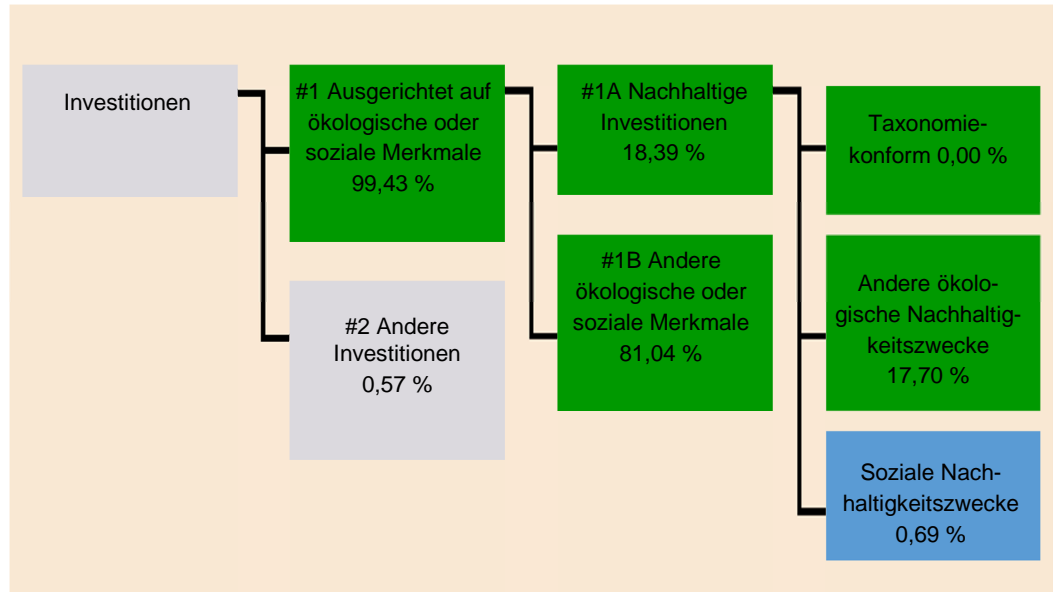 Investitionen
#1 Ausgerichtet auf
ökologische oder
soziale Merkmale
99,43 %
#2 Andere
Investitionen
0,57 %
#1A Nachhaltige
Investitionen
18,39 %
#1B Andere
ökologische oder
soziale Merkmale
81,04 %
Taxonomie-
konform 0,00 %
Andere ökolo-
gische Nachhaltig-
keitszwecke
17,70 %
Soziale Nach-
haltigkeitszwecke
0,69 %